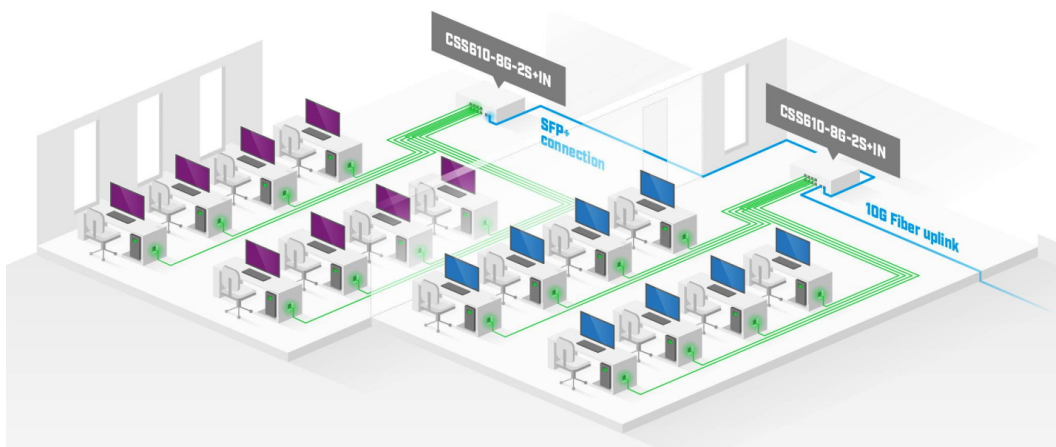 CSS610-8G-2S+IN
SFP+
connection
CSS610-8G-2S+IN
10G Fiber uplink